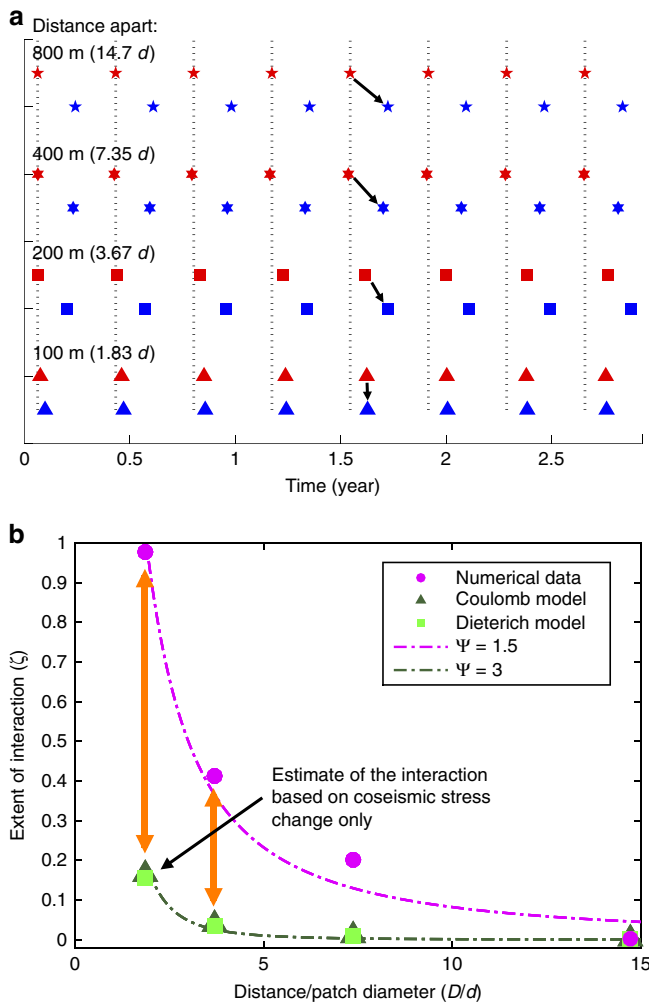 a
Distance apart:
800 m (14.7 d)
400 m (7.35 d)
200 m (3.67 d)
100 m (1.83 d)
0
0.5
1
1.5
2
2.5
Time (year)
b
1
0.9
0.8
0.7
0.6
0.5
0.4
0.3
0.2
0.1
0
Extent of interaction (ζ)
Numerical data
Coulomb model
Dieterich model
Ψ = 1.5
Ψ = 3
Estimate of the interaction
based on coseismic stress
change only
0
5
10
15
Distance/patch diameter (D/d)